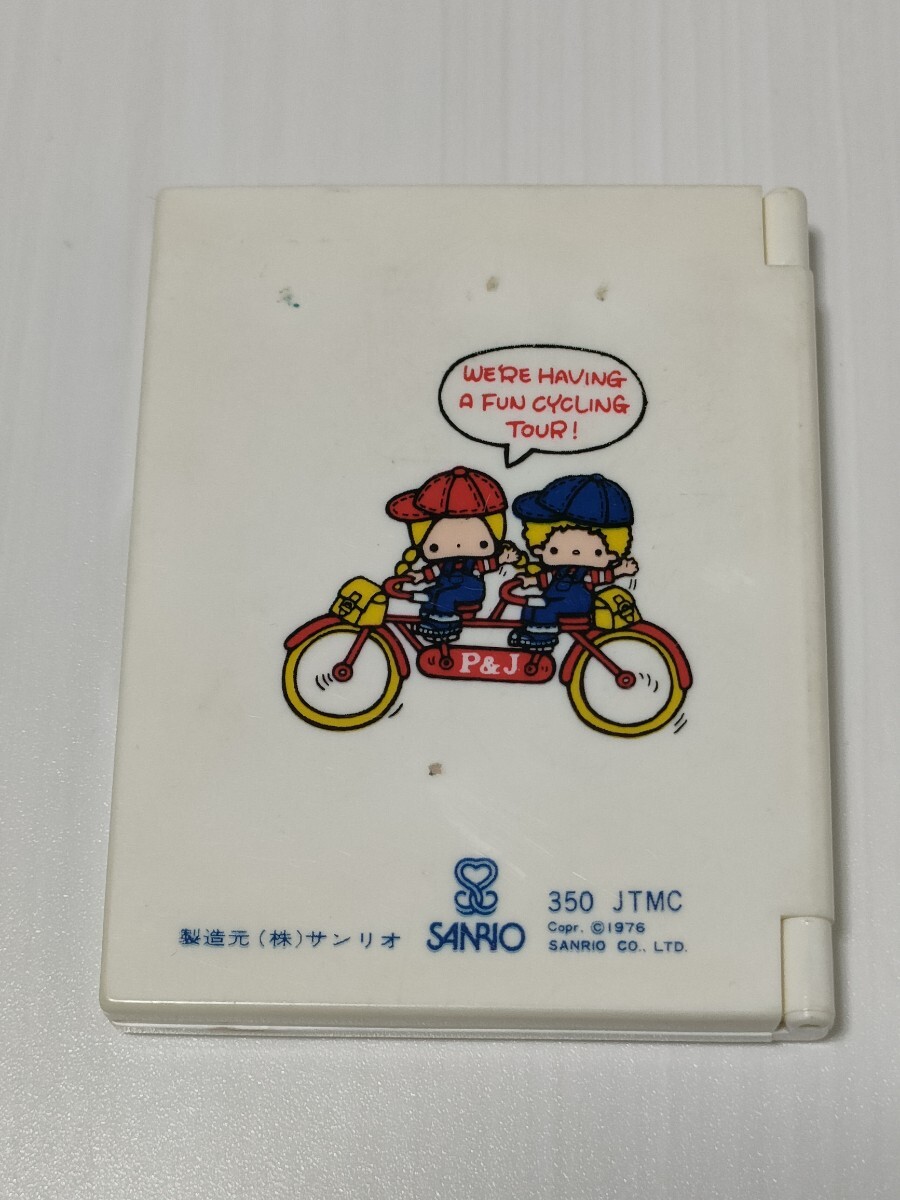 WE'RE HAVING
A FUN CYCLING
TOUR!
P&J
製造元(株)サンリオ
SANRIO
350 JTMC
Copr. ©1976
SANRIO CO., LTD.